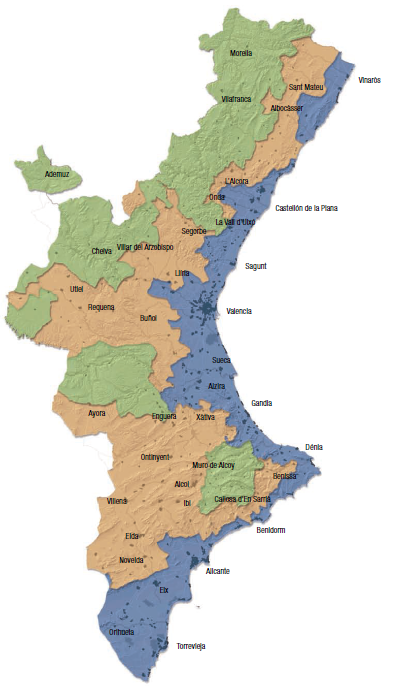 Morella
Vinaròs
Sant Mateu
Vilafranca
Albocàsser
Ademuz
L'Alcora
Onda
Castellón de la Plana
La Vall d'Uixó
Segorbe
Villar del Arzobispo
Chelva
Sagunt
Llíria
Utiel
Requena
Valencia
Buñol
Sueca
Alzira
Gandia
Ayora
Enguera
Xàtiva
Dénia
Ontinyent
Muro de Alcoy
Benissa
Alcoi
Villena
Ibi
Callosa d'En Sarrià
Benidorm
Elda
Novelda
Alicante
Elx
Orihuela
Torrevieja